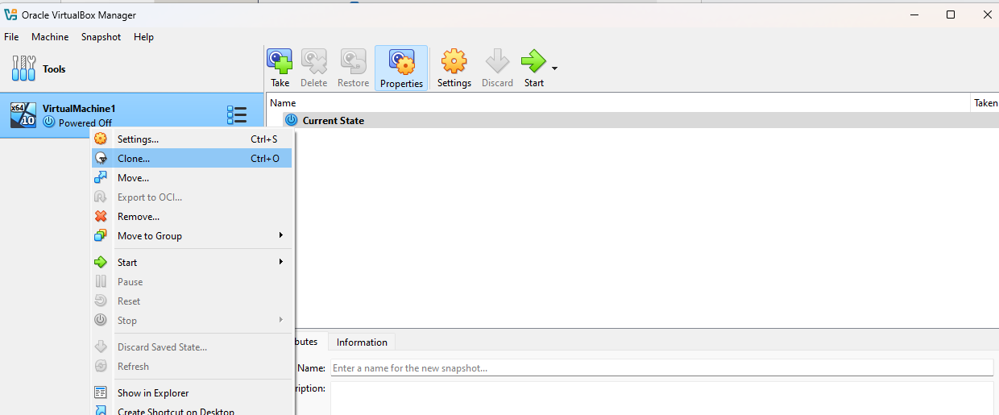 Oracle VirtualBox Manager
File Machine Snapshot Help
Tools
Take Delete Restore Properties Settings Discard Start
Name Taken
x64 10
VirtualMachine1
Powered Off
Current State
Settings... Ctrl+S
Clone... Ctrl+O
Move...
Export to OCI...
Remove...
Move to Group
Start
Pause
Reset
Stop
Discard Saved State...
Refresh
Show in Explorer
Create Shortcut on Desktop
butes Information
Name: Enter a name for the new snapshot...
ription: